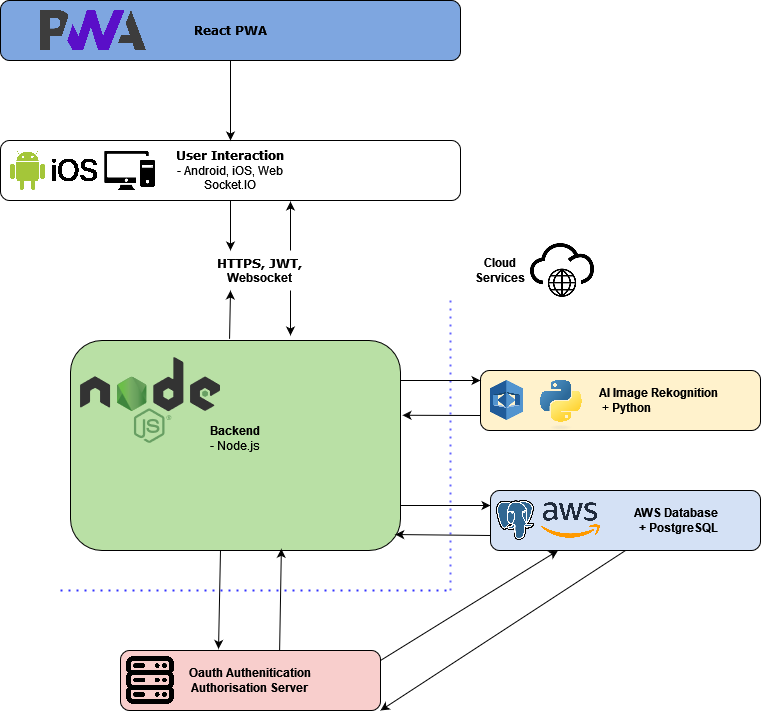 PWA
React PWA
iOS
User Interaction
- Android, iOS, Web
Socket.IO
HTTPS, JWT,
Websocket
Cloud
Services
node
JS
Backend
- Node.js
AI Image Rekognition
+ Python
aws
AWS Database
+ PostgreSQL
Oauth Authenitication
Authorisation Server